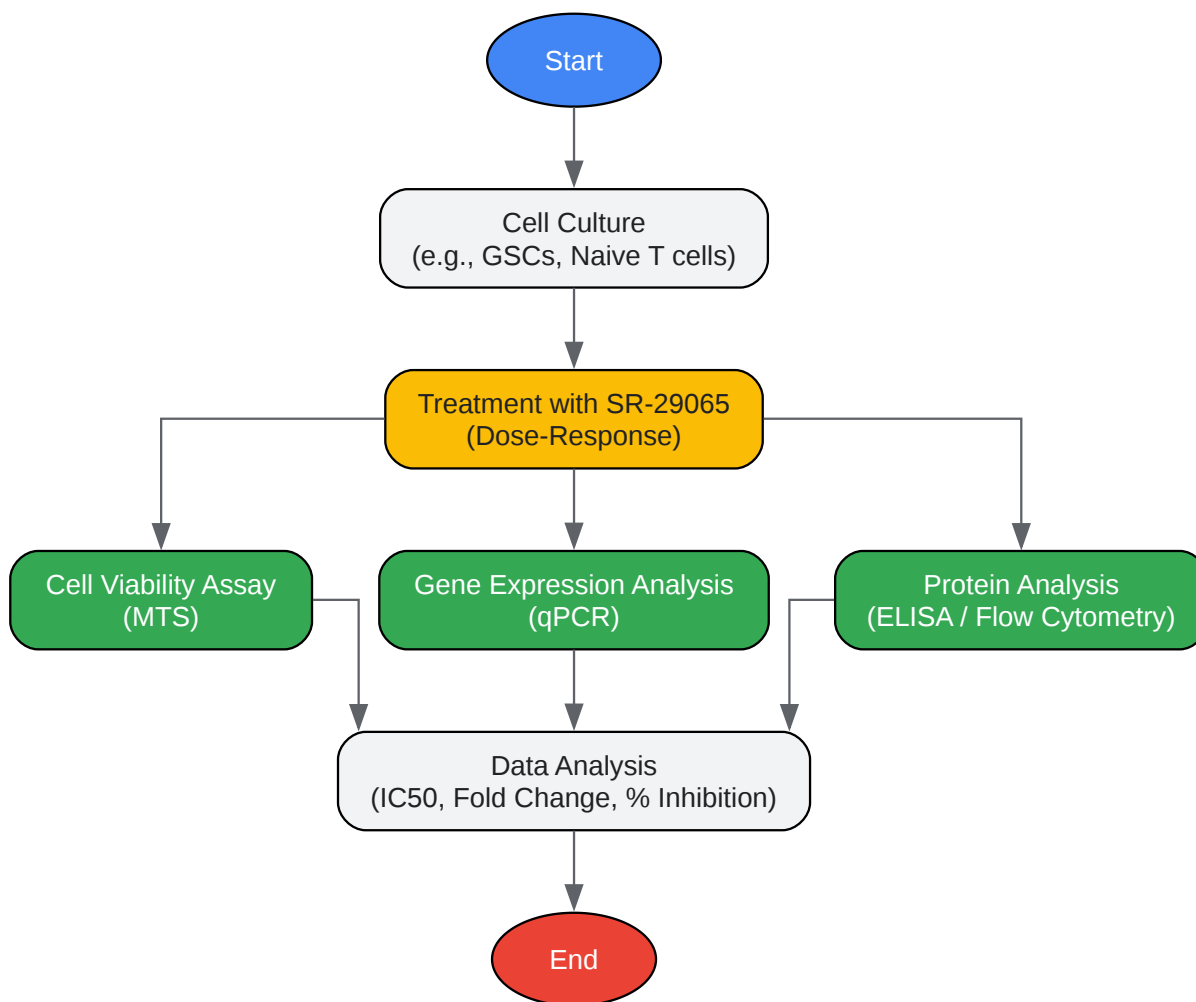 Start
Cell Culture
(e.g., GSCs, Naive T cells)
Treatment with SR-29065
(Dose-Response)
Cell Viability Assay
(MTS)
Gene Expression Analysis
(qPCR)
Protein Analysis
(ELISA / Flow Cytometry)
Data Analysis
(IC50, Fold Change, % Inhibition)
End